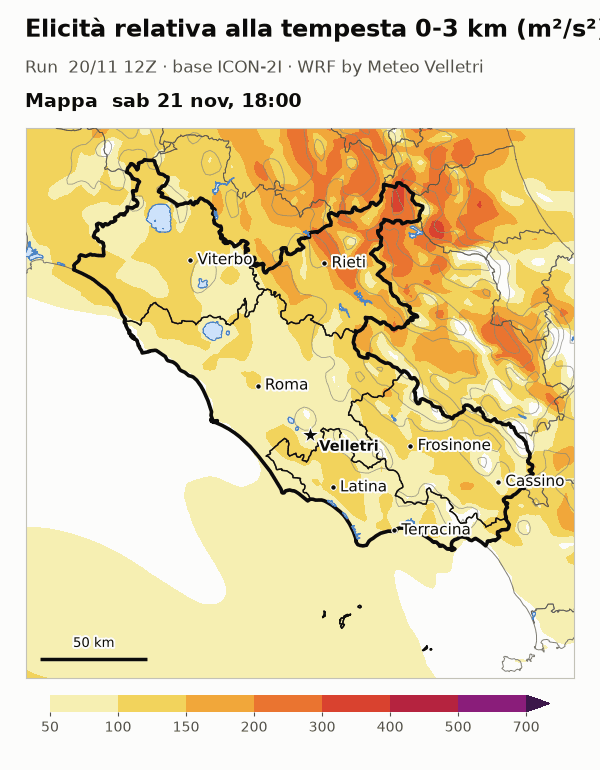 Elicità relativa alla tempesta 0-3 km (m²/s²)
Run 20/11 12Z · base ICON-2I · WRF by Meteo Velletri
Mappa sab 21 nov, 18:00
Viterbo
Rieti
Roma
Velletri
Frosinone
Cassino
Latina
Terracina
50 km
50 100 150 200 300 400 500 700